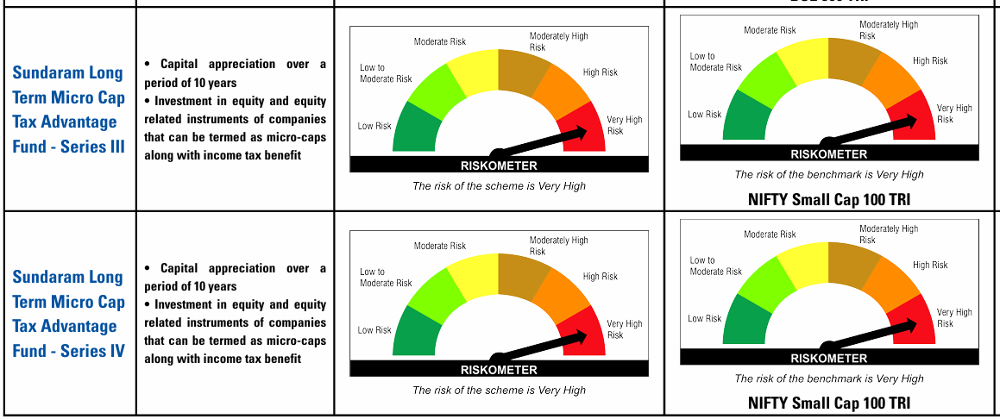 Sundaram Long
Term Micro Cap
Tax Advantage
Fund - Series III
• Capital appreciation over a
period of 10 years
• Investment in equity and equity
related instruments of companies
that can be termed as micro-caps
along with income tax benefit
Low Risk
Low to
Moderate Risk
Moderate Risk
Moderately High
Risk
High Risk
Very High
Risk
RISKOMETER
The risk of the scheme is Very High
Low Risk
Low to
Moderate Risk
Moderate Risk
Moderately High
Risk
High Risk
Very High
Risk
RISKOMETER
The risk of the benchmark is Very High
NIFTY Small Cap 100 TRI
Sundaram Long
Term Micro Cap
Tax Advantage
Fund - Series IV
• Capital appreciation over a
period of 10 years
• Investment in equity and equity
related instruments of companies
that can be termed as micro-caps
along with income tax benefit
Low Risk
Low to
Moderate Risk
Moderate Risk
Moderately High
Risk
High Risk
Very High
Risk
RISKOMETER
The risk of the scheme is Very High
Low Risk
Low to
Moderate Risk
Moderate Risk
Moderately High
Risk
High Risk
Very High
Risk
RISKOMETER
The risk of the benchmark is Very High
NIFTY Small Cap 100 TRI